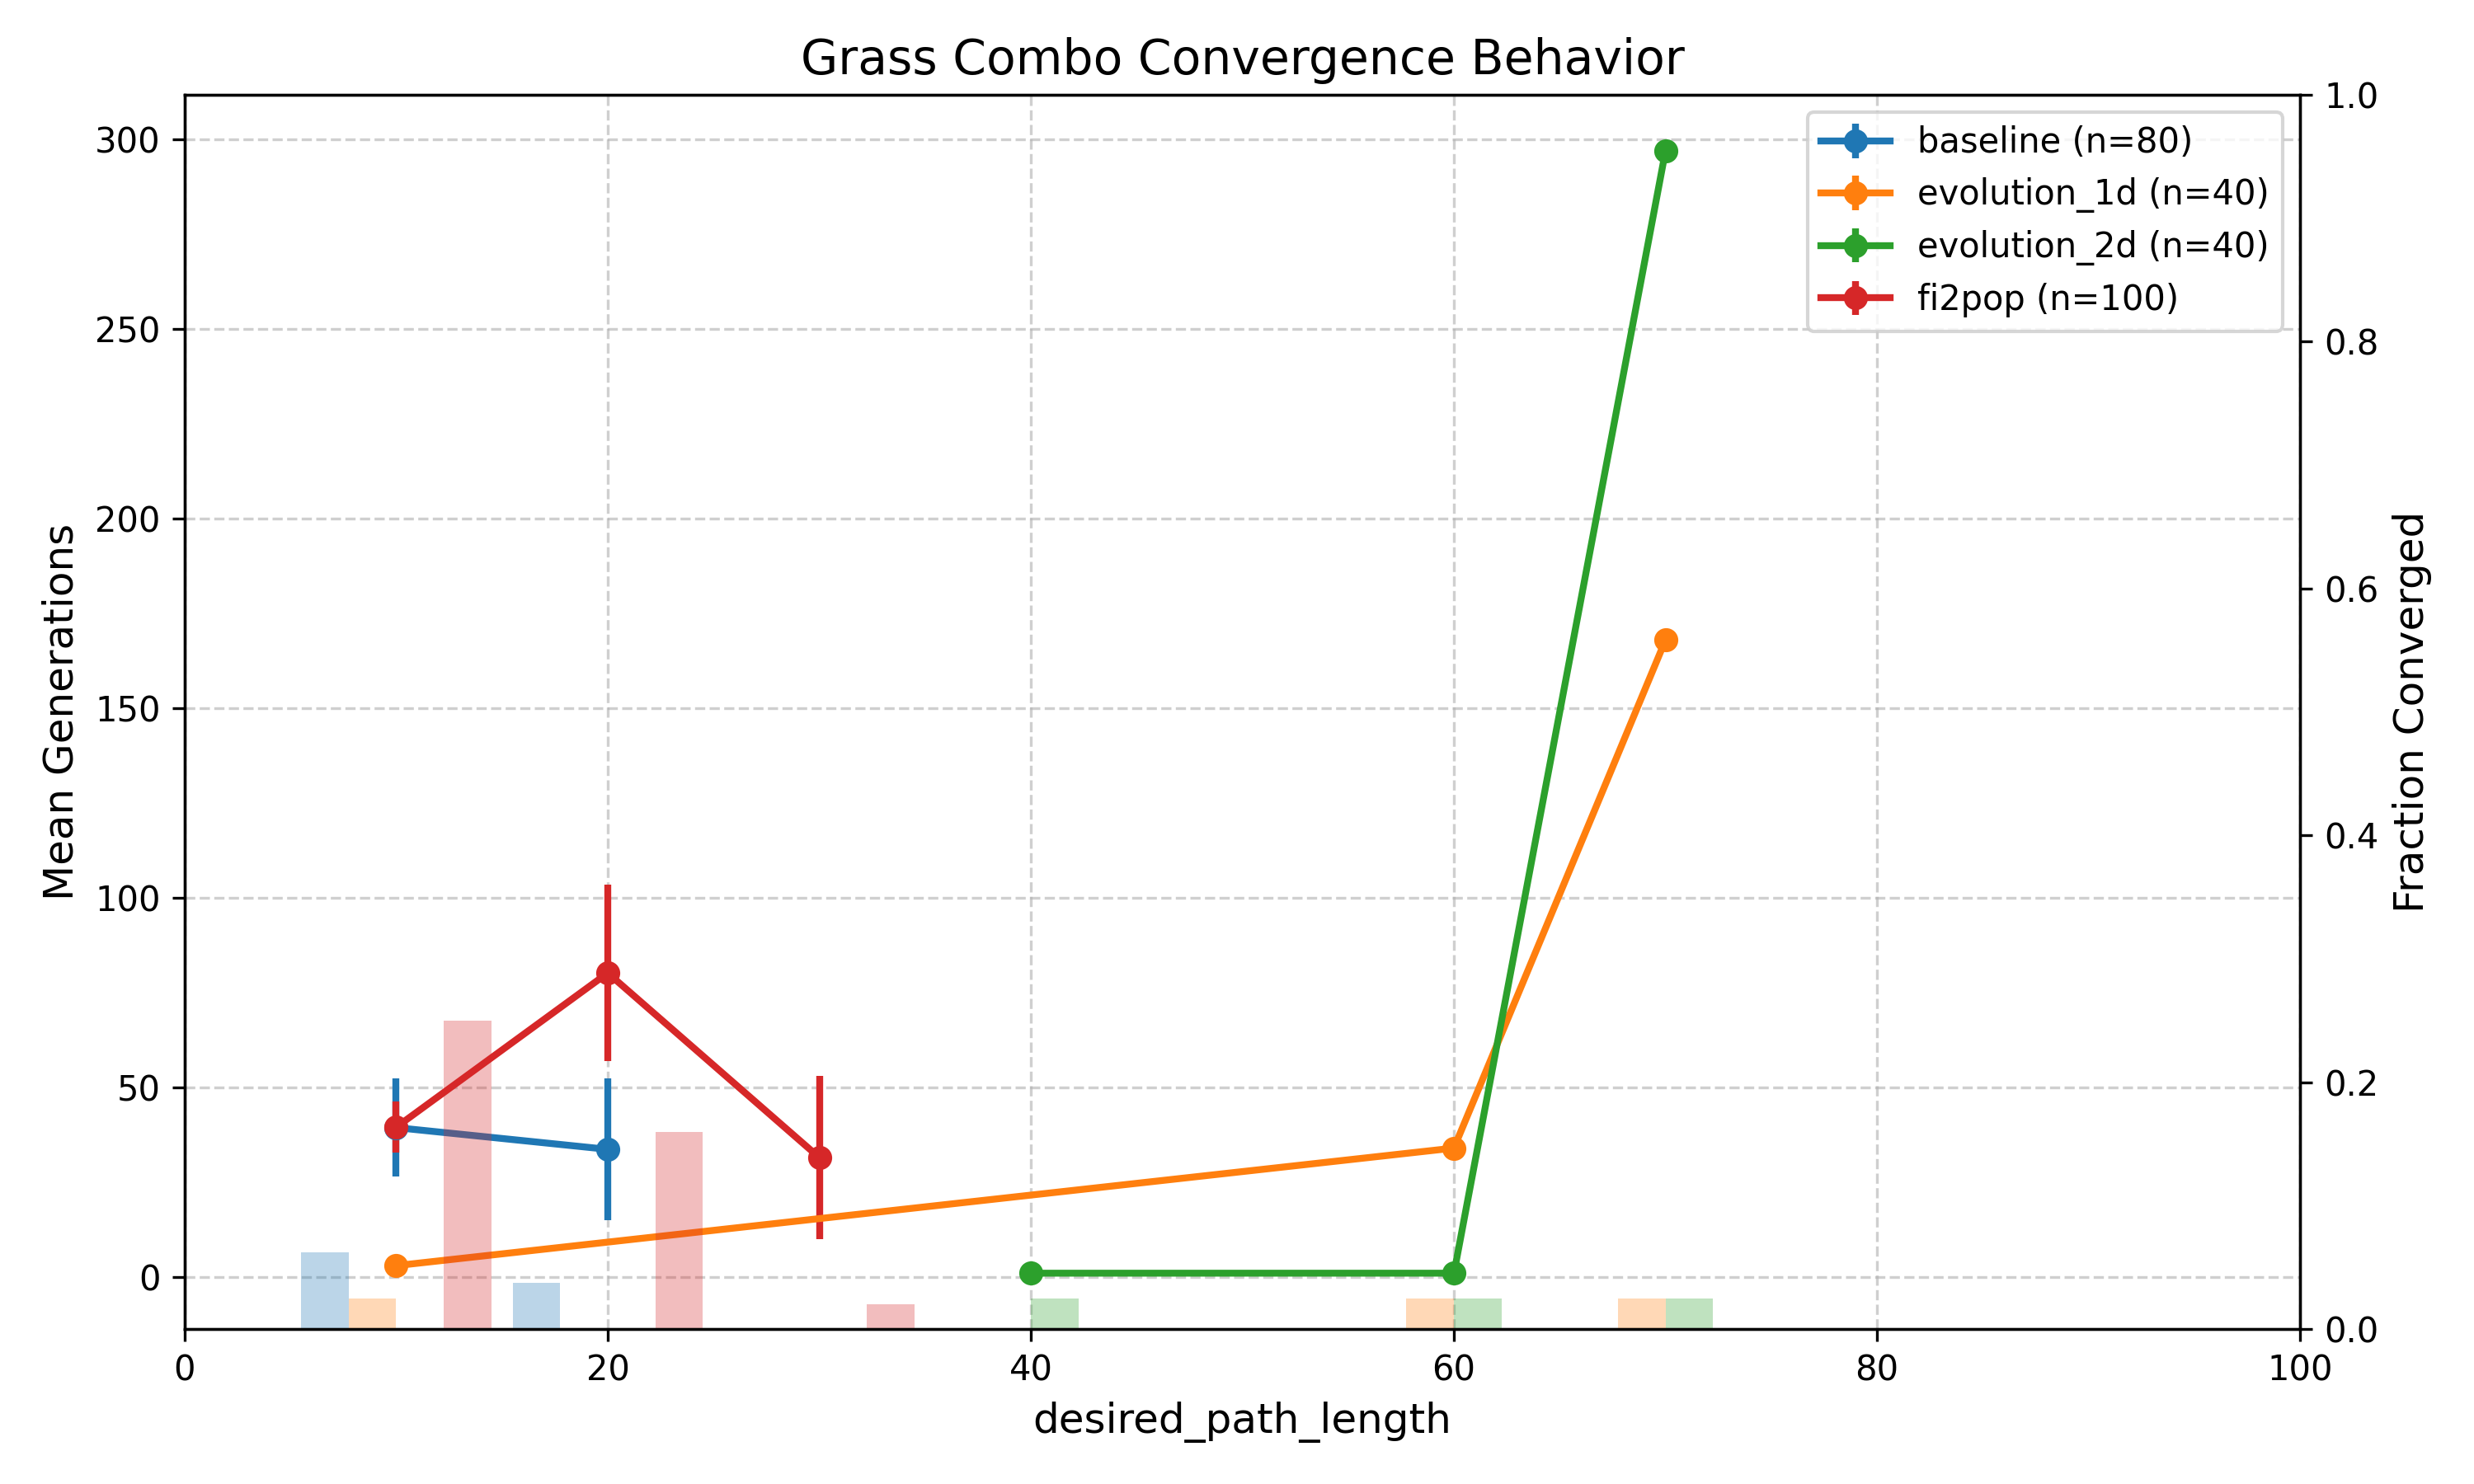 Grass Combo Convergence Behavior
300
250
200
150
100
50
0
Mean Generations
1.0
0.8
0.6
0.4
0.2
0.0
Fraction Converged
baseline (n=80)
evolution_1d (n=40)
evolution_2d (n=40)
fi2pop (n=100)
0 20 40 60 80 100
desired_path_length